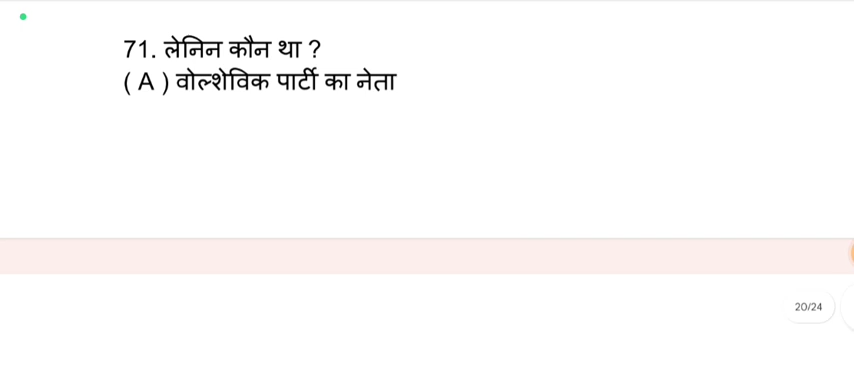 71. लेनिन कौन था ?
( A ) वोल्शेविक पार्टी का नेता
20/24